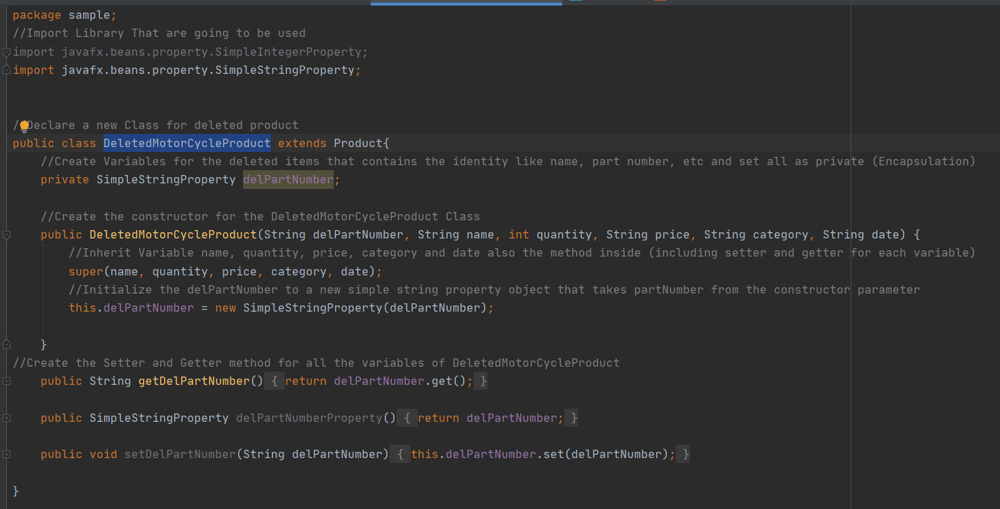 package sample;
//Import Library That are going to be used
import javafx.beans.property.SimpleIntegerProperty;
import javafx.beans.property.SimpleStringProperty;
/Declare a new Class for deleted product
public class DeletedMotorCycleProduct extends Product{
//Create Variables for the deleted items that contains the identity like name, part number, etc and set all as private (Encapsulation)
private SimpleStringProperty delPartNumber;
//Create the constructor for the DeletedMotorCycleProduct Class
public DeletedMotorCycleProduct(String delPartNumber, String name, int quantity, String price, String category, String date) {
//Inherit Variable name, quantity, price, category and date also the method inside (including setter and getter for each variable)
super(name, quantity, price, category, date);
//Initialize the delPartNumber to a new simple string property object that takes partNumber from the constructor parameter
this.delPartNumber = new SimpleStringProperty(delPartNumber);
}
//Create the Setter and Getter method for all the variables of DeletedMotorCycleProduct
public String getDelPartNumber() { return delPartNumber.get(); }
public SimpleStringProperty delPartNumberProperty() { return delPartNumber; }
public void setDelPartNumber(String delPartNumber) { this.delPartNumber.set(delPartNumber); }
}